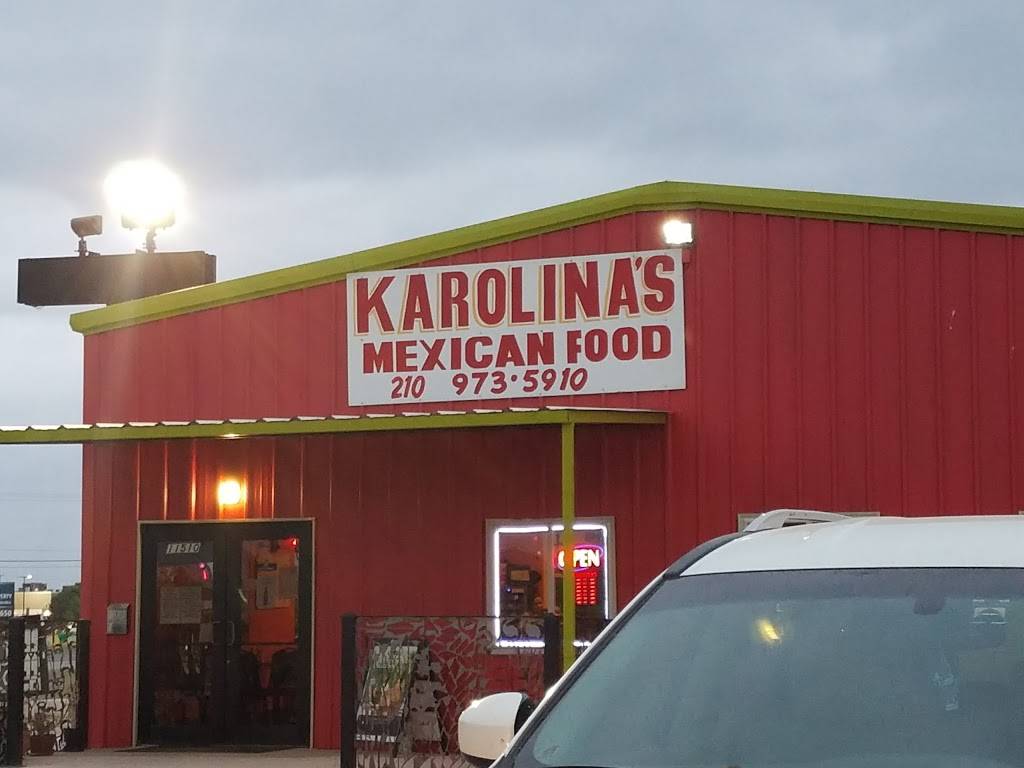 KAROLINA'S
MEXICAN FOOD
210 973•5910
11510
OPEN